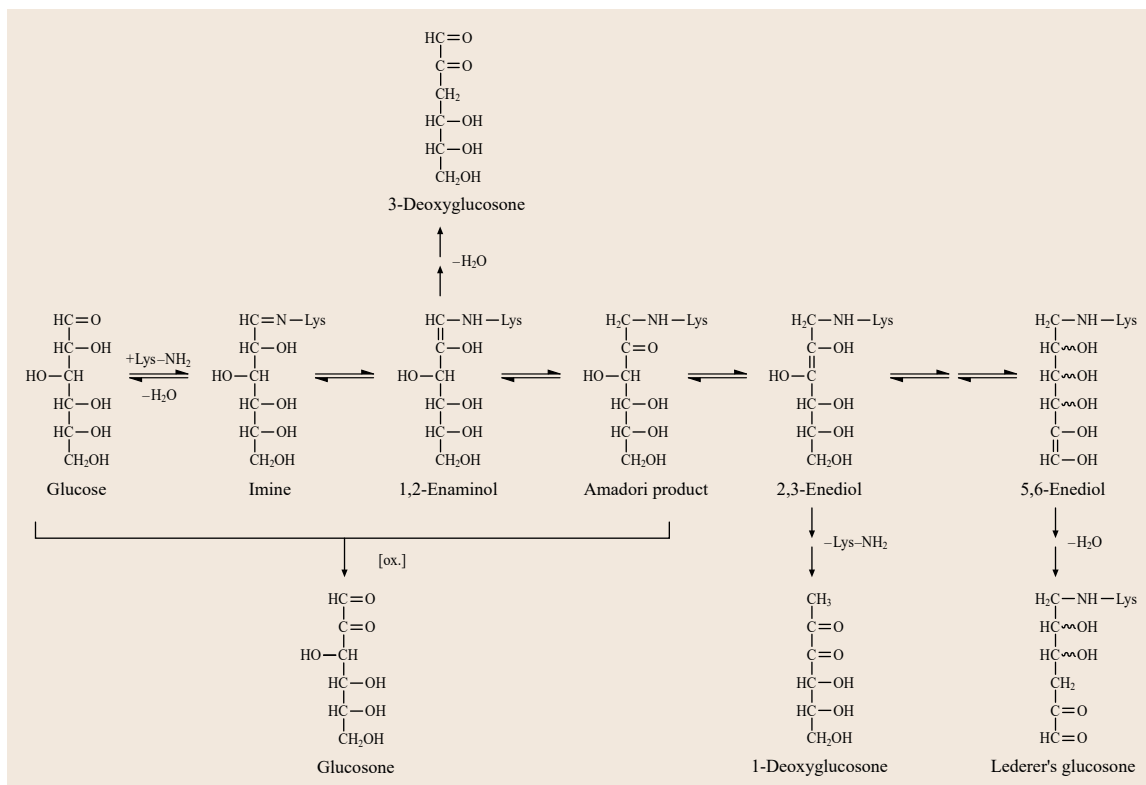 HC=O
C=O
CH₂
HC—OH
HC—OH
CH₂OH
3-Deoxyglucosone
–H₂O
HC=O
HC—OH
HO—CH
HC—OH
HC—OH
CH₂OH
Glucose
+Lys–NH₂
–H₂O
HC=N—Lys
HC—OH
HO—CH
HC—OH
HC—OH
CH₂OH
Imine
HC—NH—Lys
C—OH
HO—CH
HC—OH
HC—OH
CH₂OH
1,2-Enaminol
H₂C—NH—Lys
C=O
HO—CH
HC—OH
HC—OH
CH₂OH
Amadori product
H₂C—NH—Lys
C—OH
HO—C
HC—OH
HC—OH
CH₂OH
2,3-Enediol
H₂C—NH—Lys
HC~OH
HC~OH
HC~OH
C—OH
HC—OH
5,6-Enediol
[ox.]
HC=O
C=O
HO—CH
HC—OH
HC—OH
CH₂OH
Glucosone
–Lys–NH₂
CH₃
C=O
C=O
HC—OH
HC—OH
CH₂OH
1-Deoxyglucosone
–H₂O
H₂C—NH—Lys
HC~OH
HC~OH
CH₂
C=O
HC=O
Lederer's glucosone